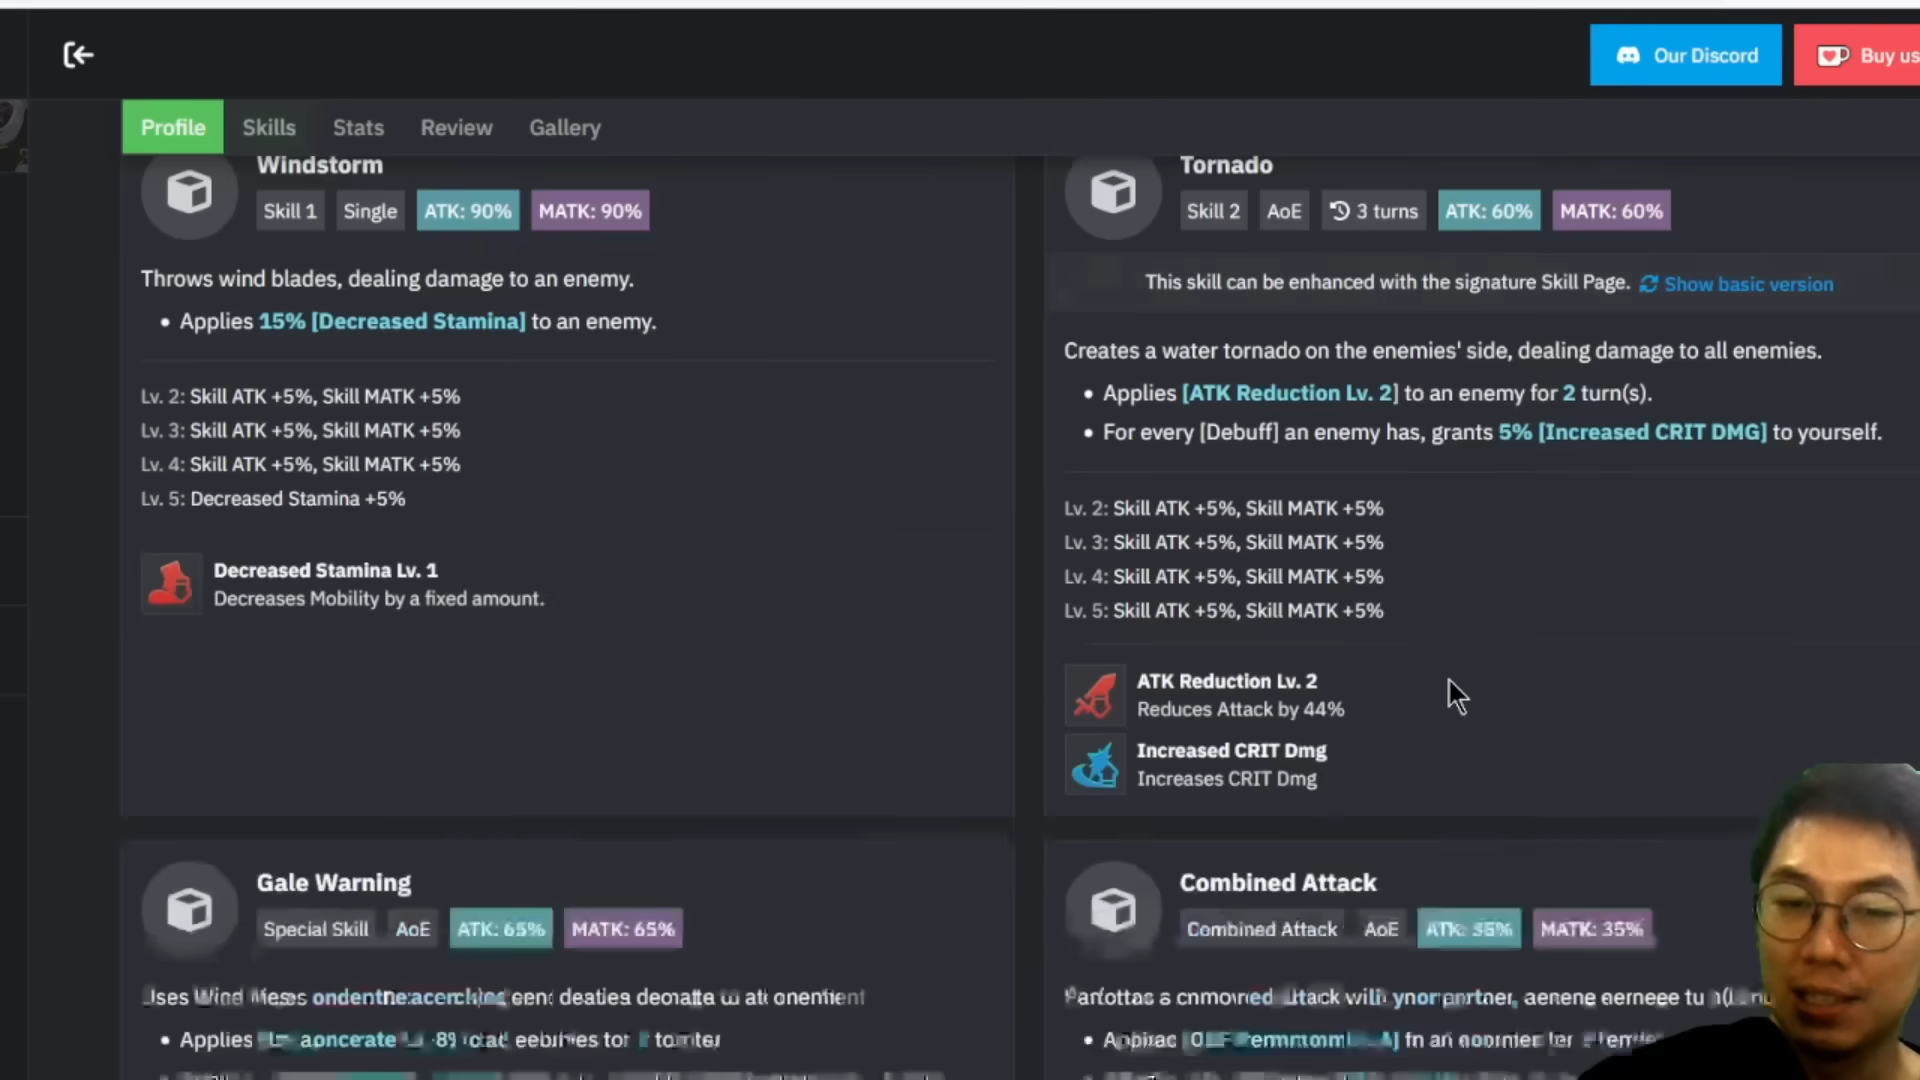 Our Discord
Buy us
Profile
Skills
Stats
Review
Gallery
Windstorm
Skill 1
Single
ATK: 90%
MATK: 90%
Throws wind blades, dealing damage to an enemy.
• Applies 15% [Decreased Stamina] to an enemy.
Lv. 2: Skill ATK +5%, Skill MATK +5%
Lv. 3: Skill ATK +5%, Skill MATK +5%
Lv. 4: Skill ATK +5%, Skill MATK +5%
Lv. 5: Decreased Stamina +5%
Decreased Stamina Lv. 1
Decreases Mobility by a fixed amount.
Tornado
Skill 2
AoE
3 turns
ATK: 60%
MATK: 60%
This skill can be enhanced with the signature Skill Page. Show basic version
Creates a water tornado on the enemies' side, dealing damage to all enemies.
• Applies [ATK Reduction Lv. 2] to an enemy for 2 turn(s).
• For every [Debuff] an enemy has, grants 5% [Increased CRIT DMG] to yourself.
Lv. 2: Skill ATK +5%, Skill MATK +5%
Lv. 3: Skill ATK +5%, Skill MATK +5%
Lv. 4: Skill ATK +5%, Skill MATK +5%
Lv. 5: Skill ATK +5%, Skill MATK +5%
ATK Reduction Lv. 2
Reduces Attack by 44%
Increased CRIT Dmg
Increases CRIT Dmg
Gale Warning
Special Skill
AoE
ATK: 65%
MATK: 65%
• Applies
Combined Attack
Combined Attack
AoE
ATK: 35%
MATK: 35%